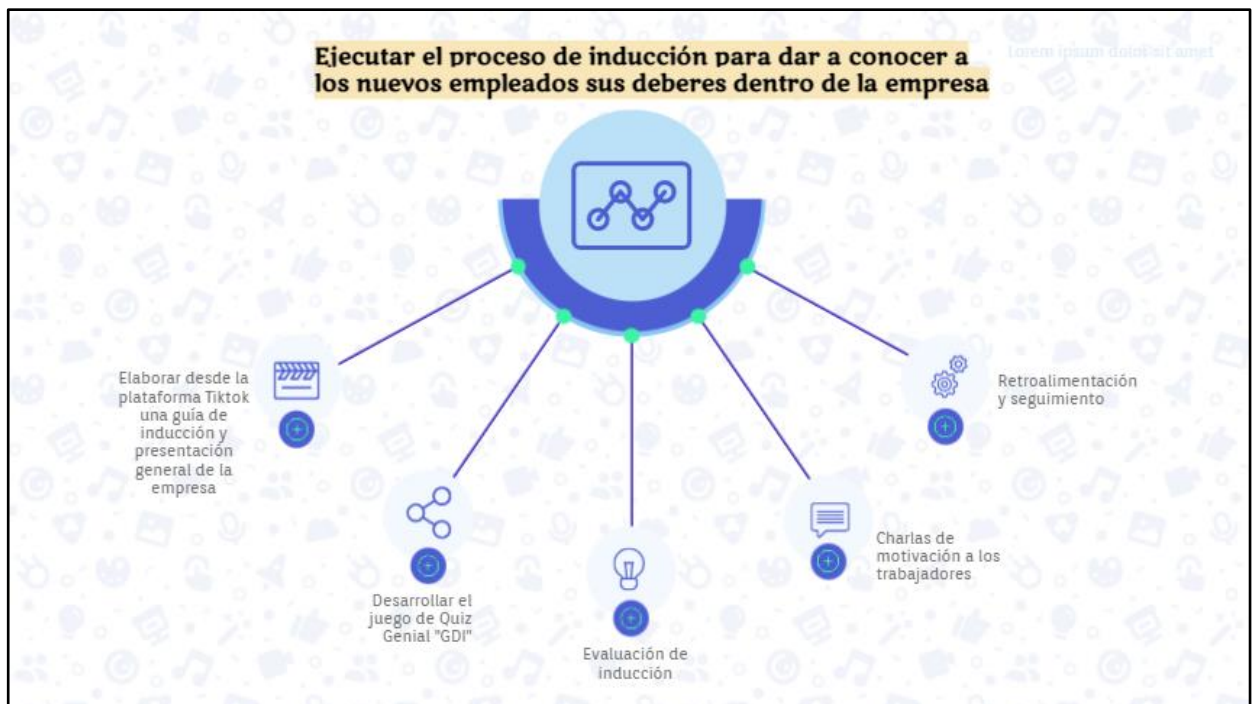 Ejecutar el proceso de inducción para dar a conocer a
los nuevos empleados sus deberes dentro de la empresa
Lorem ipsum dolor sit amet
Elaborar desde la
plataforma Tiktok
una guía de
inducción y
presentación
general de la
empresa
Desarrollar el
juego de Quiz
Genial "GDI"
Evaluación de
inducción
Charlas de
motivación a los
trabajadores
Retroalimentación
y seguimiento